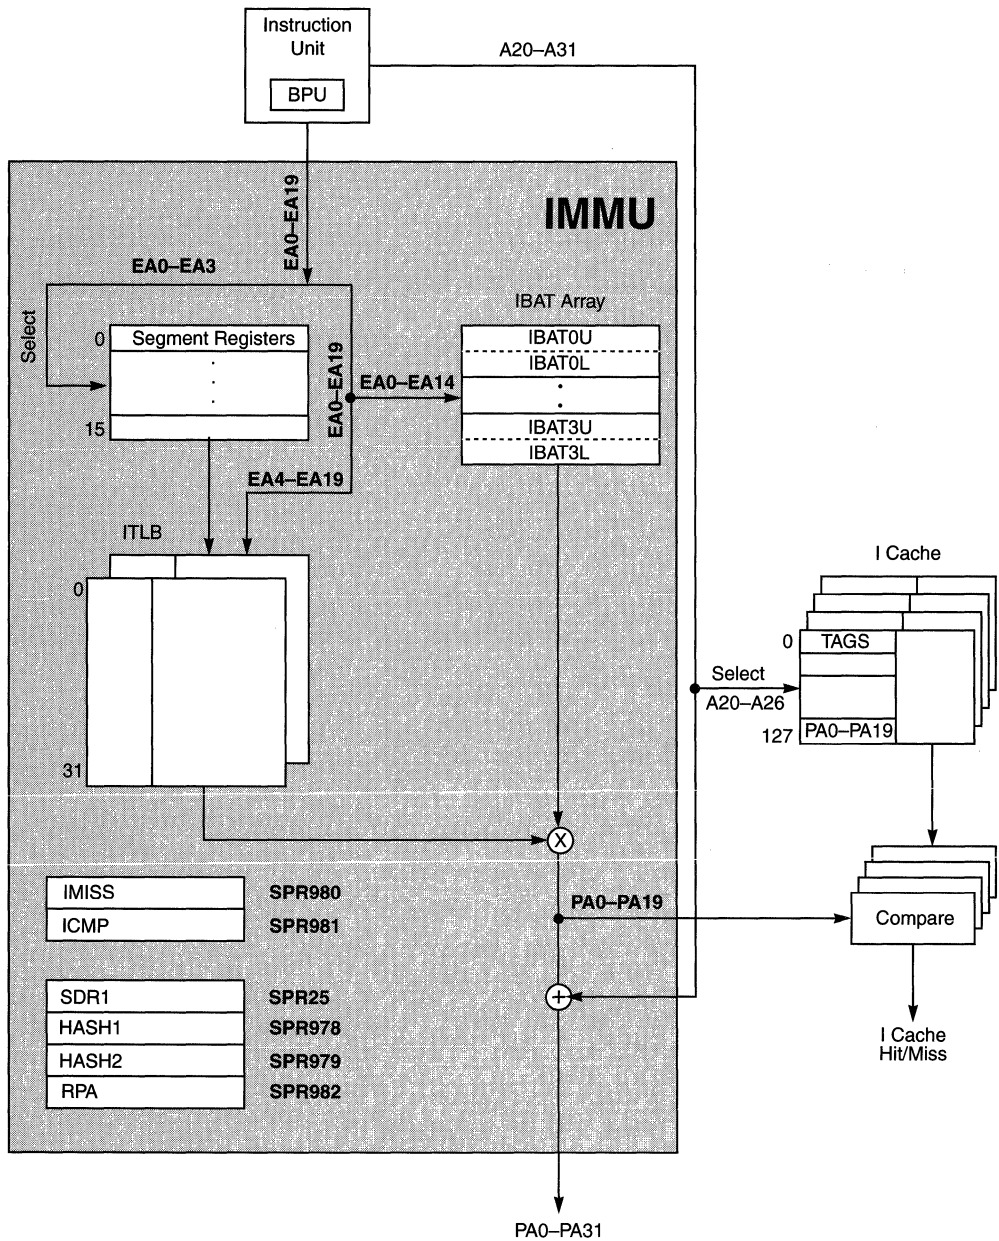 Instruction
Unit
BPU
A20–A31
IMMU
EA0–EA19
EA0–EA3
Select
0
Segment Registers
15
EA0–EA19
EA0–EA14
IBAT Array
IBAT0U
IBAT0L
IBAT3U
IBAT3L
EA4–EA19
ITLB
0
31
I Cache
0
TAGS
Select
A20–A26
127
PA0–PA19
X
IMISS
SPR980
ICMP
SPR981
PA0–PA19
Compare
SDR1
SPR25
HASH1
SPR978
HASH2
SPR979
RPA
SPR982
+
I Cache
Hit/Miss
PA0–PA31